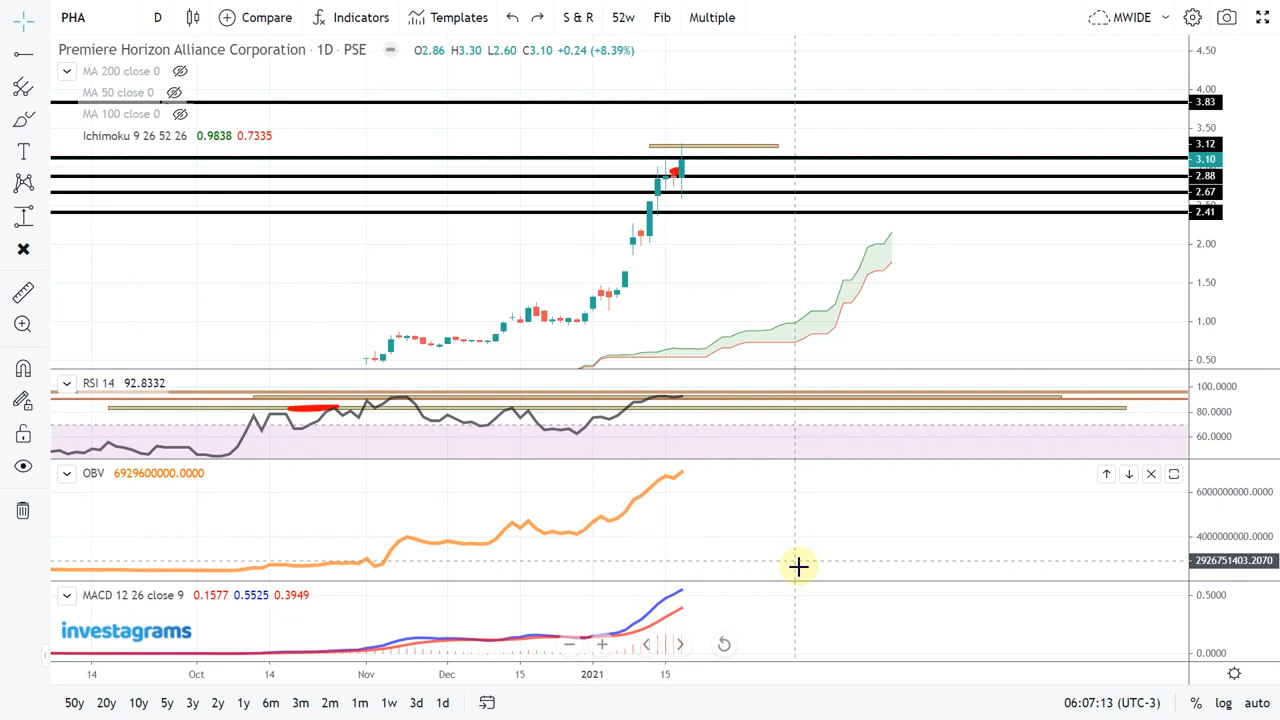 PHA D Compare Indicators Templates S & R 52w Fib Multiple MWIDE
Premiere Horizon Alliance Corporation · 1D · PSE O2.86 H3.30 L2.60 C3.10 +0.24 (+8.39%)
MA 200 close 0
MA 50 close 0
MA 100 close 0
Ichimoku 9 26 52 26 0.9838 0.7335
4.50
4.00
3.83
3.50
3.12
3.10
2.88
2.67
2.41
2.00
1.50
1.00
0.50
RSI 14 92.8332
100.0000
80.0000
60.0000
OBV 6929600000.0000
6000000000.0000
4000000000.0000
2926751403.2070
MACD 12 26 close 9 0.1577 0.5525 0.3949
0.5000
0.0000
investagrams
14 Oct 14 Nov Dec 15 2021 15
50y 20y 10y 5y 3y 2y 1y 6m 3m 2m 1m 1w 3d 1d 06:07:13 (UTC-3) % log auto